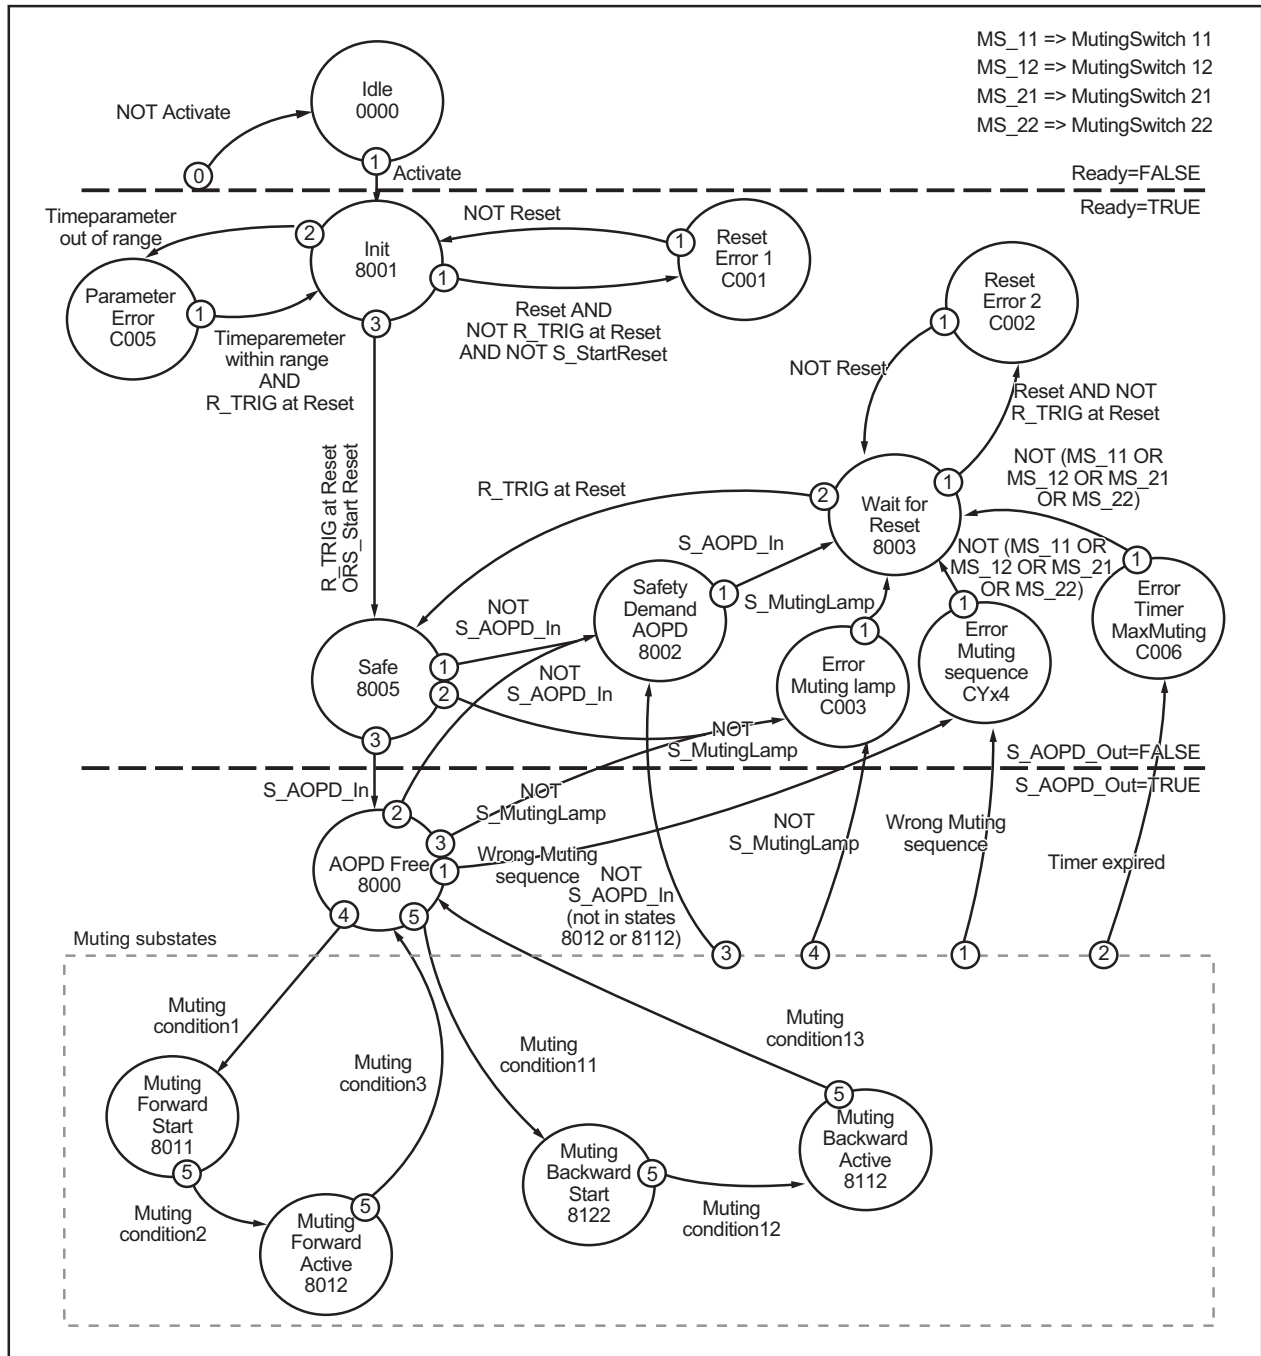 MS_11 => MutingSwitch 11
MS_12 => MutingSwitch 12
MS_21 => MutingSwitch 21
MS_22 => MutingSwitch 22
Idle
0000
NOT Activate
0
1
Activate
Ready=FALSE
Ready=TRUE
Timeparameter
out of range
2
Init
8001
NOT Reset
1
Reset
Error 1
C001
1
Parameter
Error
C005
1
3
Timeparemeter
within range
AND
R_TRIG at Reset
Reset AND
NOT R_TRIG at Reset
AND NOT S_StartReset
Reset
Error 2
C002
1
NOT Reset
Reset AND NOT
R_TRIG at Reset
R_TRIG at Reset
ORS_Start Reset
R_TRIG at Reset
2
Wait for
Reset
8003
1
NOT (MS_11 OR
MS_12 OR MS_21
OR MS_22)
S_AOPD_In
NOT (MS_11 OR
MS_12 OR MS_21
OR MS_22)
1
Error
Timer
MaxMuting
C006
NOT
S_AOPD_In
Safety
Demand
AOPD
8002
1
S_MutingLamp
1
Error
Muting lamp
C003
1
Error
Muting
sequence
CYx4
Safe
8005
1
2
3
NOT
S_AOPD_In
NOT
S_MutingLamp
S_AOPD_Out=FALSE
S_AOPD_Out=TRUE
S_AOPD_In
2
3
1
AOPD Free
8000
4
5
NOT
S_MutingLamp
Wrong Muting
sequence
NOT
S_AOPD_In
(not in states
8012 or 8112)
NOT
S_MutingLamp
Wrong Muting
sequence
Timer expired
3
4
1
2
Muting substates
Muting
condition1
Muting
condition3
Muting
condition11
Muting
condition13
Muting
Forward
Start
8011
5
Muting
condition2
5
Muting
Forward
Active
8012
Muting
Backward
Start
8122
5
Muting
condition12
5
Muting
Backward
Active
8112